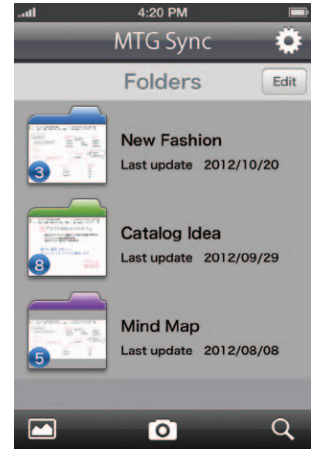 4:20 PM
MTG Sync
Folders
Edit
New Fashion
Last update 2012/10/20
3
Catalog Idea
Last update 2012/09/29
8
Mind Map
Last update 2012/08/08
5